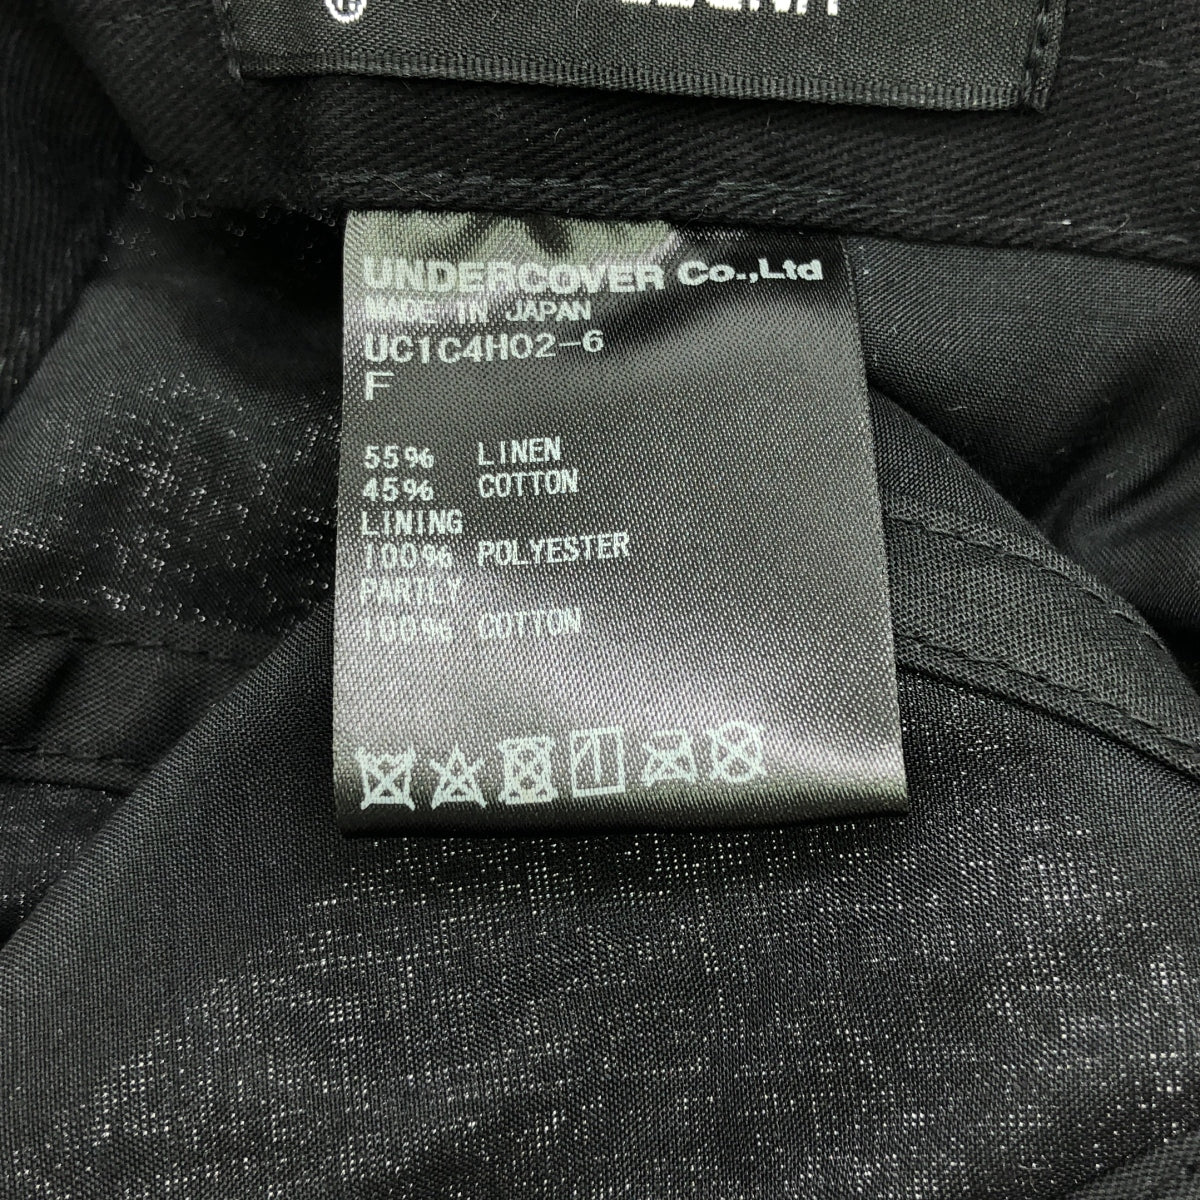 UNDERCOVER Co.,Ltd
MADE IN JAPAN
UC1C4H02-6
F
55% LINEN
45% COTTON
LINING
100% POLYESTER
PARTLY
100% COTTON